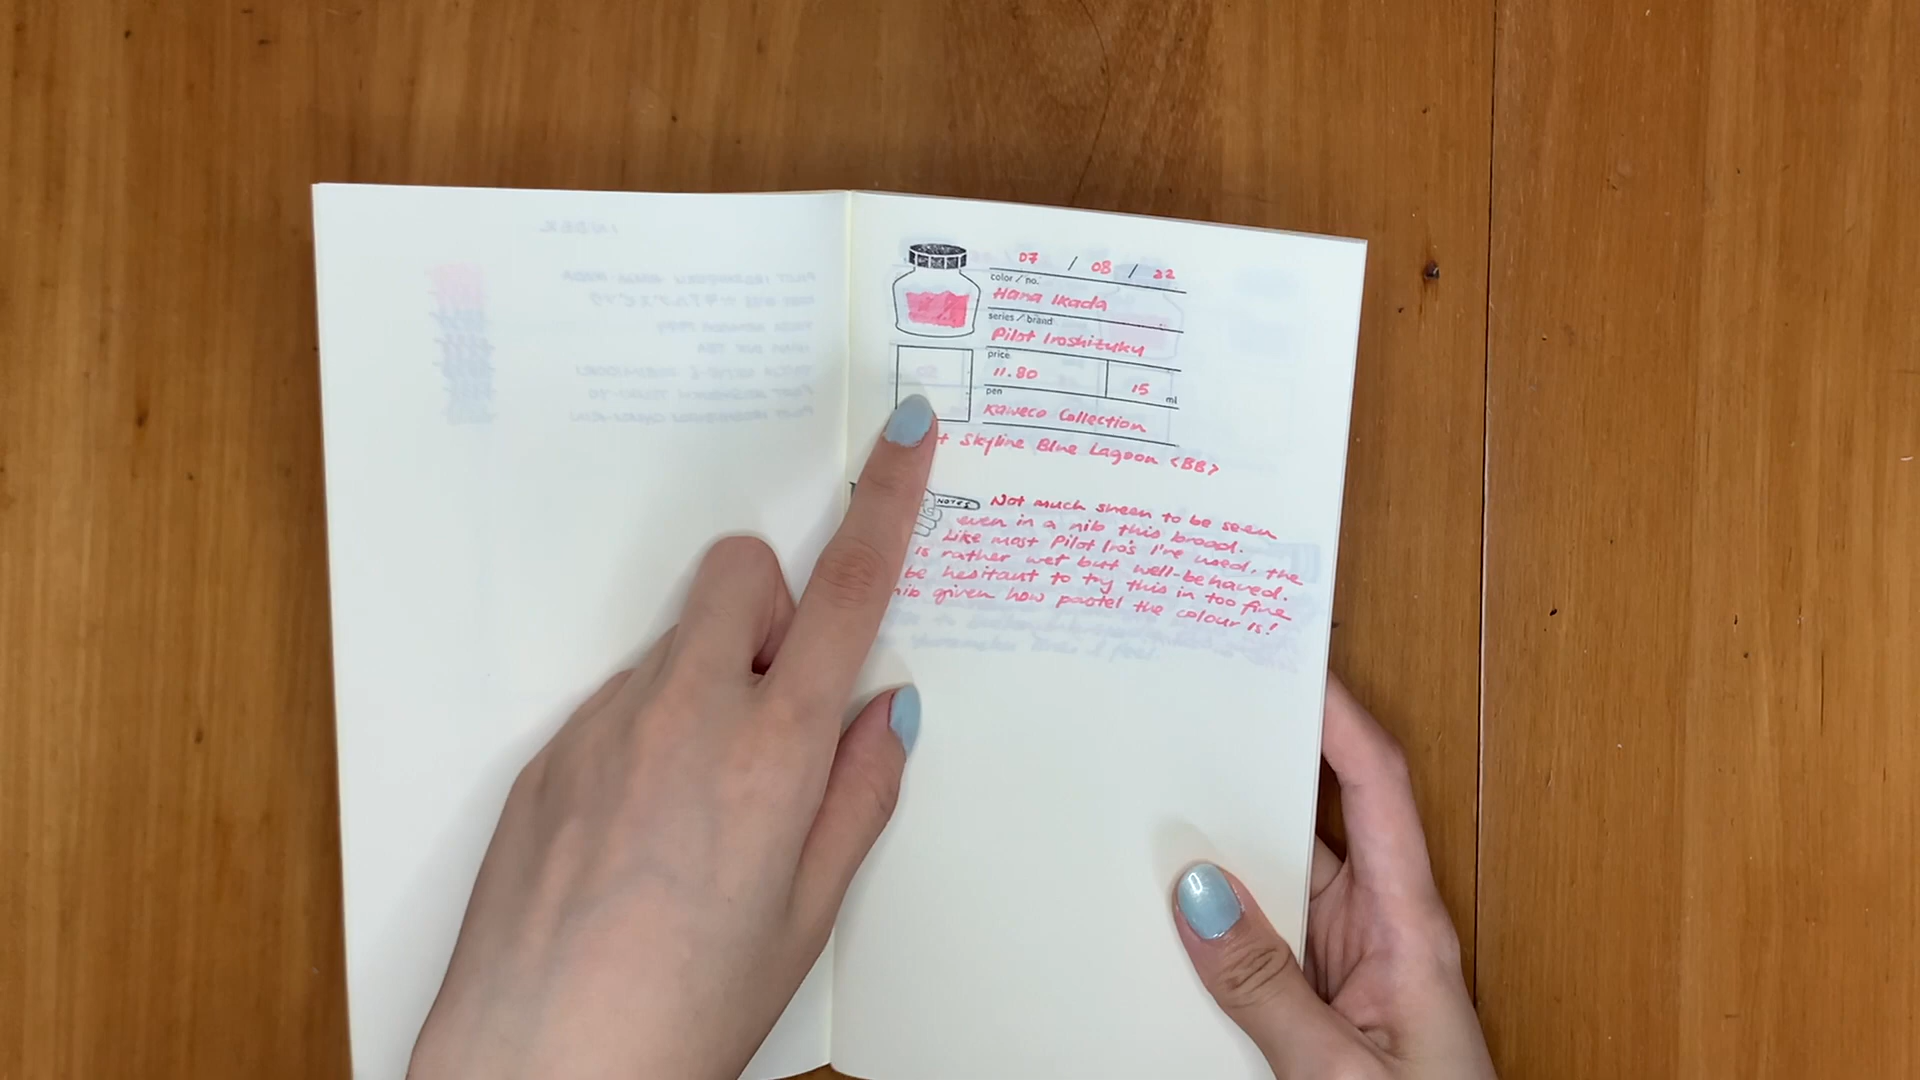 07 / 08 / 22
color / no.
Hana Ikada
series / brand
Pilot Iroshizuku
price
11.80 15 ml
pen
Kaweco Collection
Skyline Blue Lagoon <BB>
NOTES
Not much sheen to be seen
even in a nib this broad.
Like most Pilot Iro's I've used, the
is rather wet but well-behaved.
be hesitant to try this in too fine
nib given how pastel the colour is!